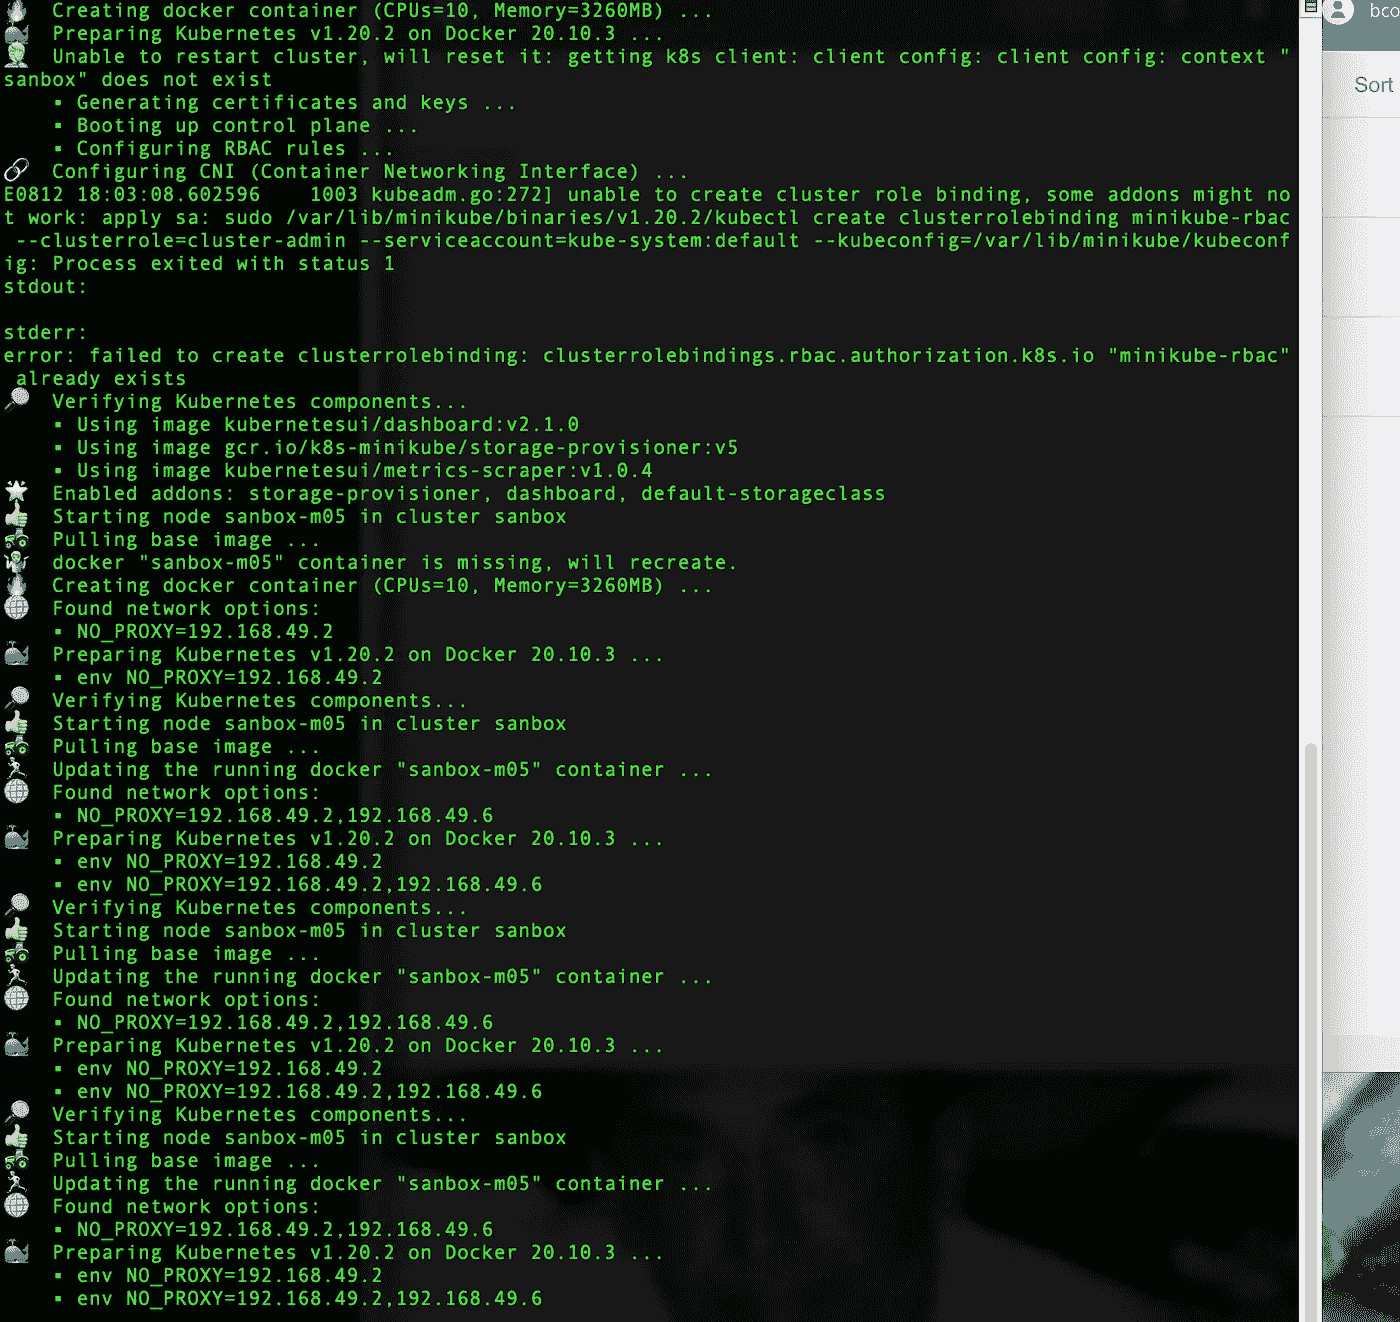 Creating docker container (CPUs=10, Memory=3260MB) ...
Preparing Kubernetes v1.20.2 on Docker 20.10.3 ...
Unable to restart cluster, will reset it: getting k8s client: client config: client config: context "
sanbox" does not exist
▪ Generating certificates and keys ...
▪ Booting up control plane ...
▪ Configuring RBAC rules ...
Configuring CNI (Container Networking Interface) ...
E0812 18:03:08.602596    1003 kubeadm.go:272] unable to create cluster role binding, some addons might no
t work: apply sa: sudo /var/lib/minikube/binaries/v1.20.2/kubectl create clusterrolebinding minikube-rbac
--clusterrole=cluster-admin --serviceaccount=kube-system:default --kubeconfig=/var/lib/minikube/kubeconf
ig: Process exited with status 1
stdout:
stderr:
error: failed to create clusterrolebinding: clusterrolebindings.rbac.authorization.k8s.io "minikube-rbac"
already exists
Verifying Kubernetes components...
▪ Using image kubernetesui/dashboard:v2.1.0
▪ Using image gcr.io/k8s-minikube/storage-provisioner:v5
▪ Using image kubernetesui/metrics-scraper:v1.0.4
Enabled addons: storage-provisioner, dashboard, default-storageclass
Starting node sanbox-m05 in cluster sanbox
Pulling base image ...
docker "sanbox-m05" container is missing, will recreate.
Creating docker container (CPUs=10, Memory=3260MB) ...
Found network options:
▪ NO_PROXY=192.168.49.2
Preparing Kubernetes v1.20.2 on Docker 20.10.3 ...
▪ env NO_PROXY=192.168.49.2
Verifying Kubernetes components...
Starting node sanbox-m05 in cluster sanbox
Pulling base image ...
Updating the running docker "sanbox-m05" container ...
Found network options:
▪ NO_PROXY=192.168.49.2,192.168.49.6
Preparing Kubernetes v1.20.2 on Docker 20.10.3 ...
▪ env NO_PROXY=192.168.49.2
▪ env NO_PROXY=192.168.49.2,192.168.49.6
Verifying Kubernetes components...
Starting node sanbox-m05 in cluster sanbox
Pulling base image ...
Updating the running docker "sanbox-m05" container ...
Found network options:
▪ NO_PROXY=192.168.49.2,192.168.49.6
Preparing Kubernetes v1.20.2 on Docker 20.10.3 ...
▪ env NO_PROXY=192.168.49.2
▪ env NO_PROXY=192.168.49.2,192.168.49.6
Verifying Kubernetes components...
Starting node sanbox-m05 in cluster sanbox
Pulling base image ...
Updating the running docker "sanbox-m05" container ...
Found network options:
▪ NO_PROXY=192.168.49.2,192.168.49.6
Preparing Kubernetes v1.20.2 on Docker 20.10.3 ...
▪ env NO_PROXY=192.168.49.2
▪ env NO_PROXY=192.168.49.2,192.168.49.6
bco
Sort